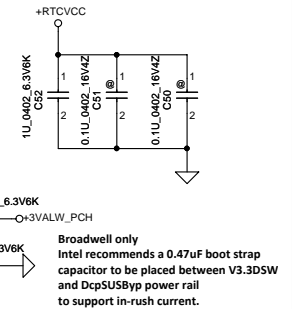 +RTCVCC
1U_0402_6.3V6K
C52
1
2
0.1U_0402_16V4Z
C51
@
1
2
0.1U_0402_16V4Z
C50
@
1
2
_6.3V6K
+3VALW_PCH
3V6K
Broadwell only
Intel recommends a 0.47uF boot strap
capacitor to be placed between V3.3DSW
and DcpSUSByp power rail
to support in-rush current.